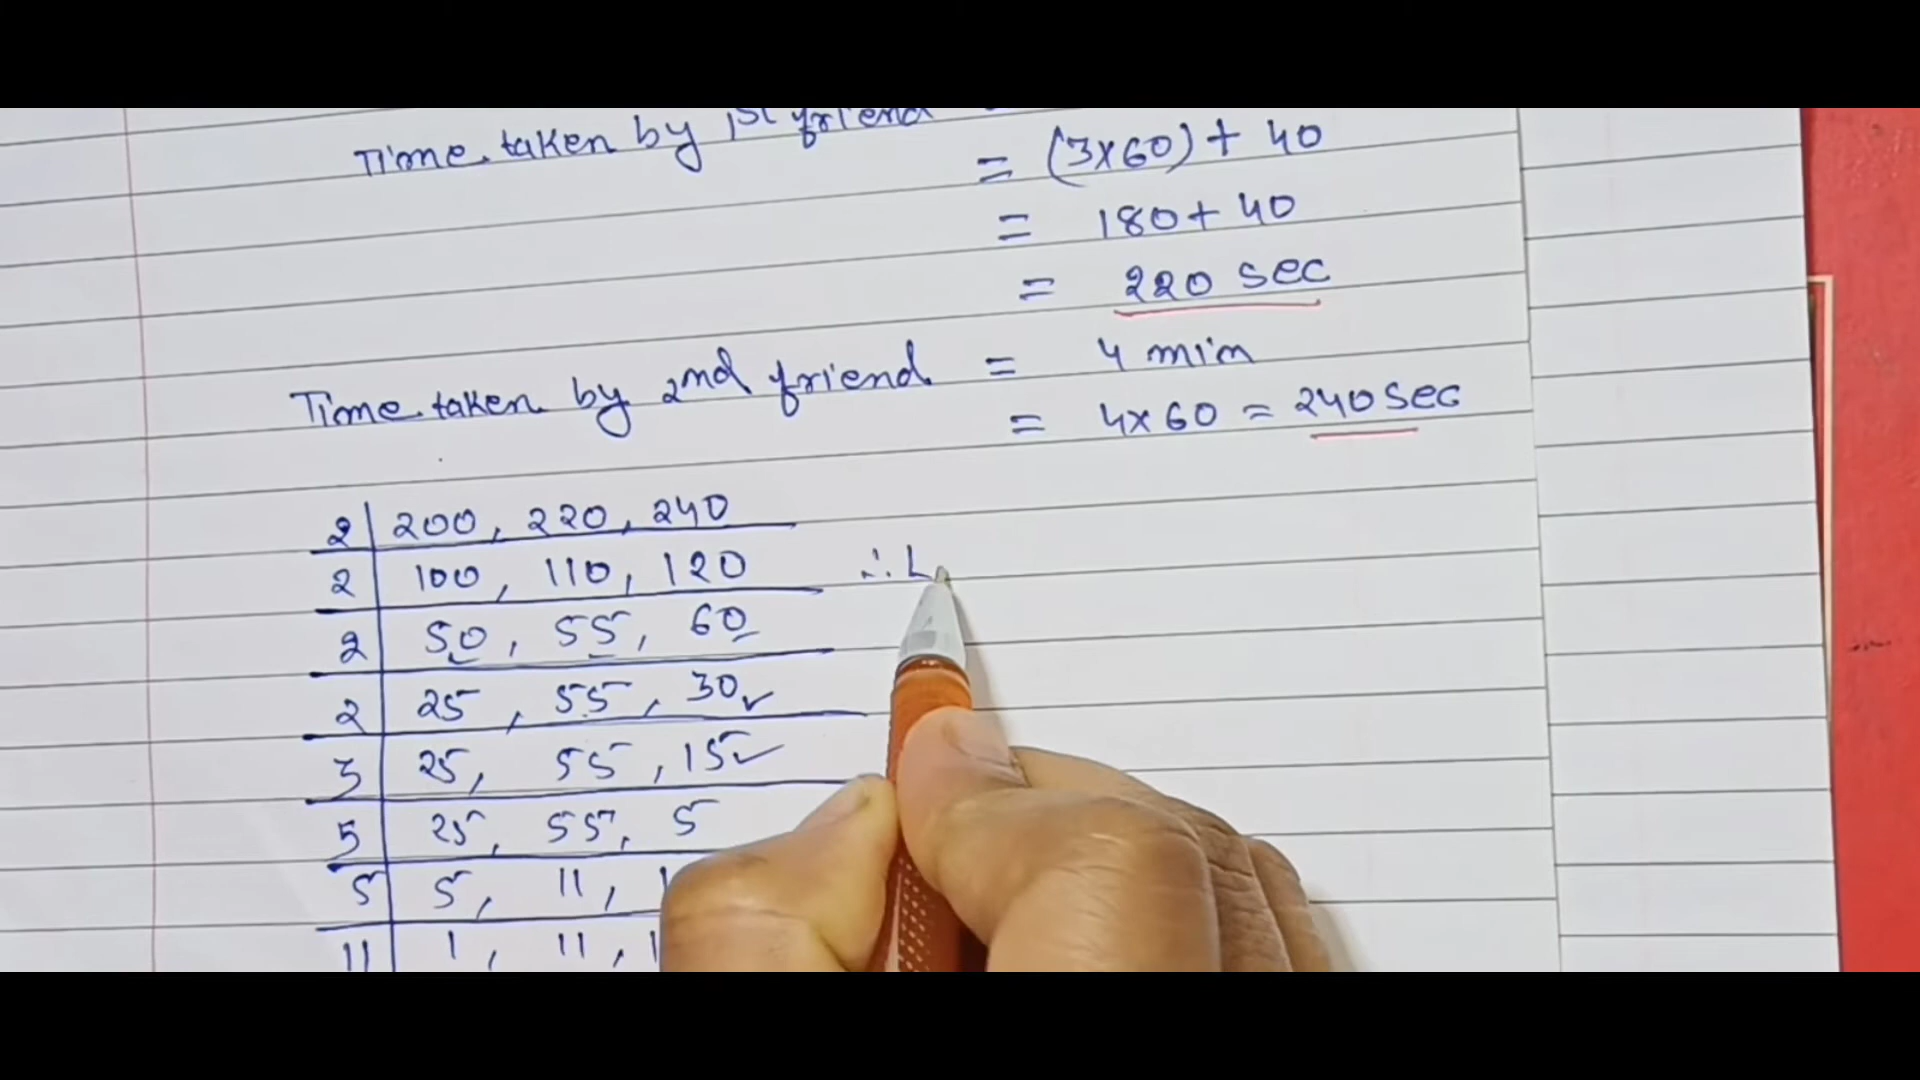 Time taken by 1st friend
= (3x60) + 40
= 180 + 40
= 220 sec
Time taken by 2nd friend = 4 min
= 4x60 = 240 sec
2 | 200, 220, 240
2 | 100, 110, 120 ∴ L
2 | 50, 55, 60
2 | 25, 55, 30 ✓
3 | 25, 55, 15 ✓
5 | 25, 55, 5
5 | 5, 11, 1
11 | 1, 11, 1